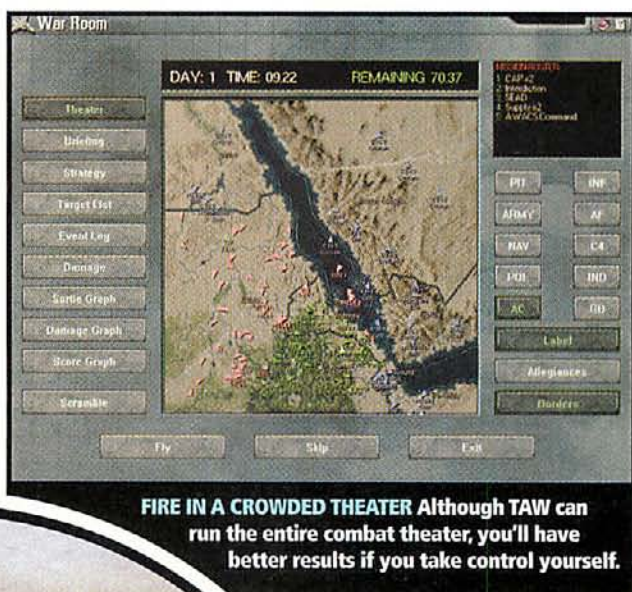 War Room
DAY: 1 TIME: 09.22 REMAINING 70.37
MISSION ROSTER
1 CAP x2
2 Interdiction
3 SEAD
4 Supply x2
5 AWACS Command
Theater
Briefing
Strategy
Target List
Event Log
Damage
Sortie Graph
Damage Graph
Score Graph
Scramble
INF
ARMY AF
NAV C4
IND
AC
Label
Allegiances
Borders
Fly Skip Exit
FIRE IN A CROWDED THEATER Although TAW can
run the entire combat theater, you'll have
better results if you take control yourself.